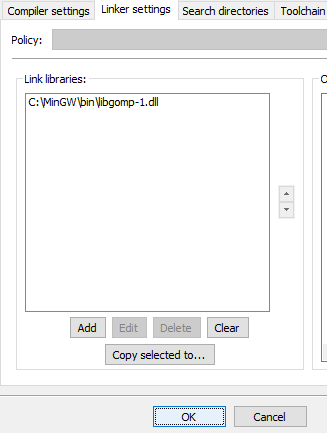 Compiler settings Linker settings Search directories Toolchain
Policy:
Link libraries:
C:\MinGW\bin\libgomp-1.dll
Add Edit Delete Clear
Copy selected to...
OK Cancel